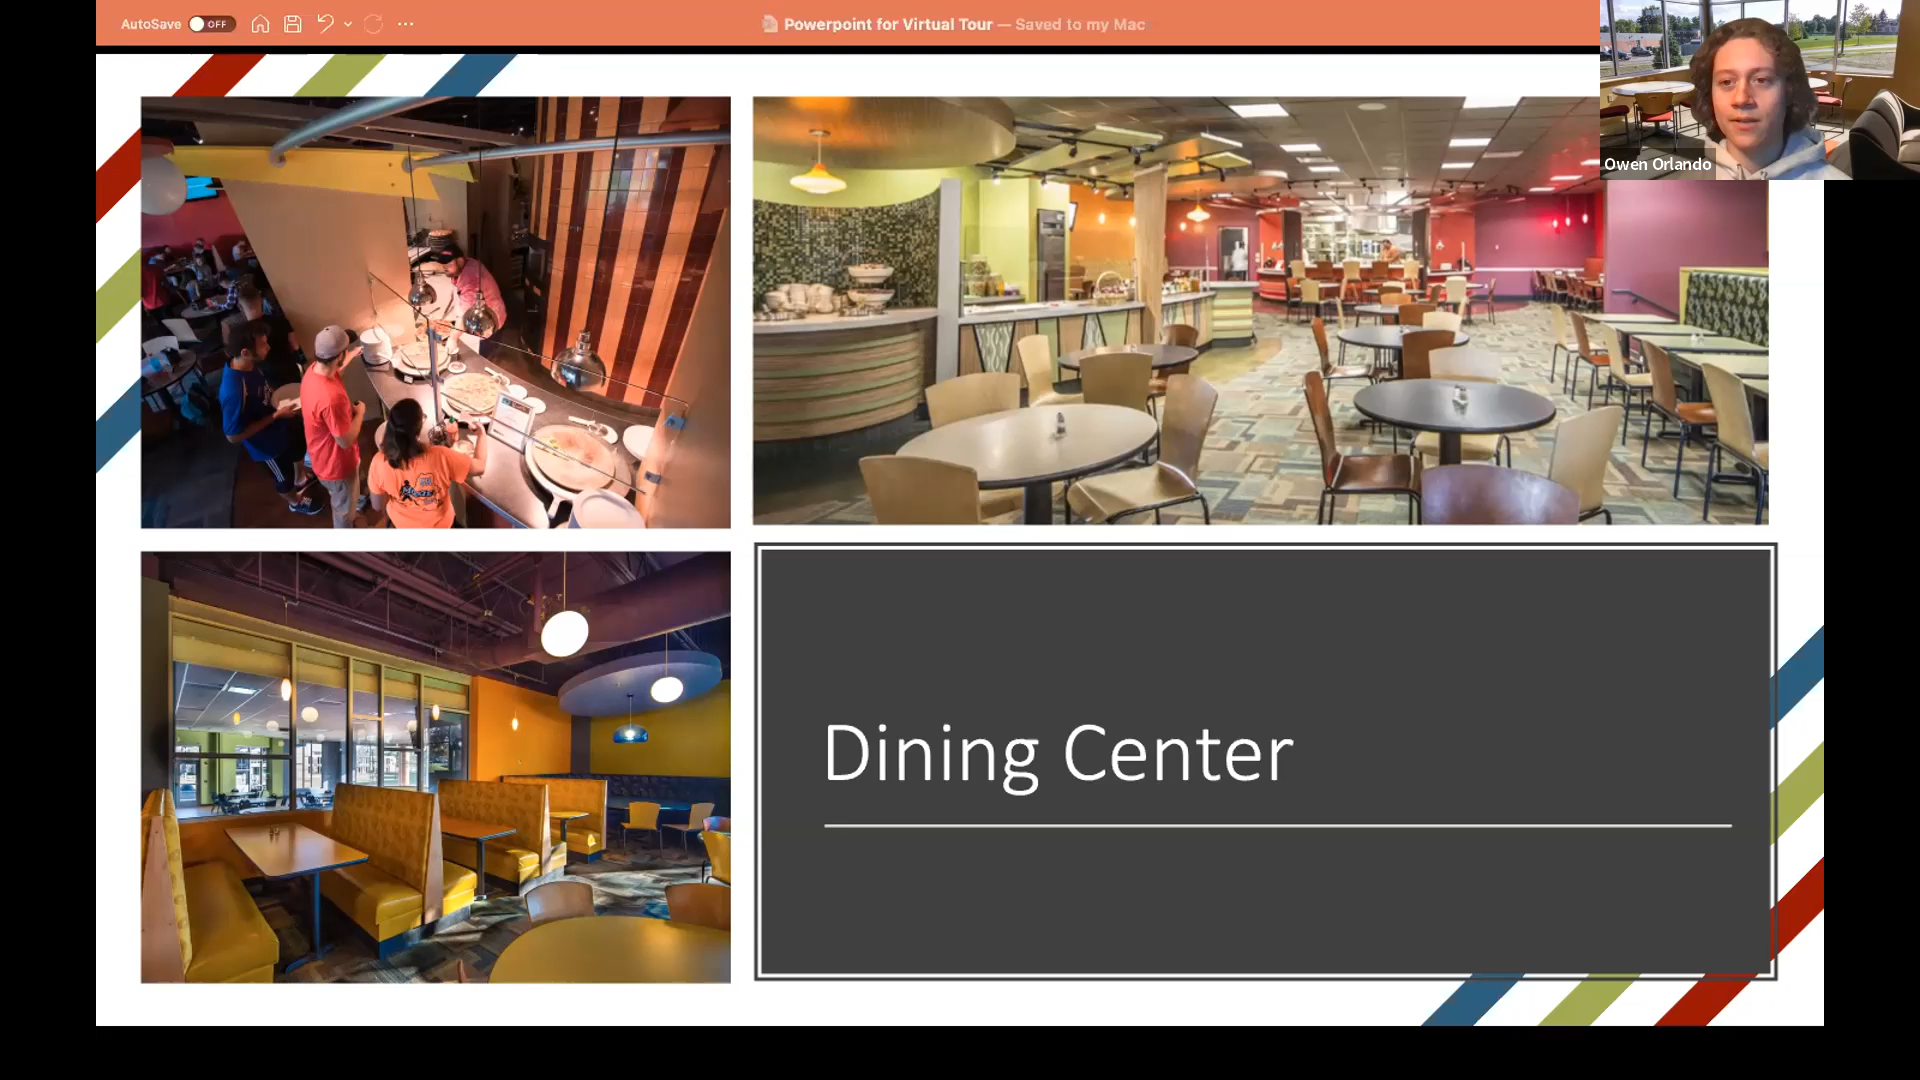 AutoSave OFF
Powerpoint for Virtual Tour — Saved to my Mac
Owen Orlando
Dining Center